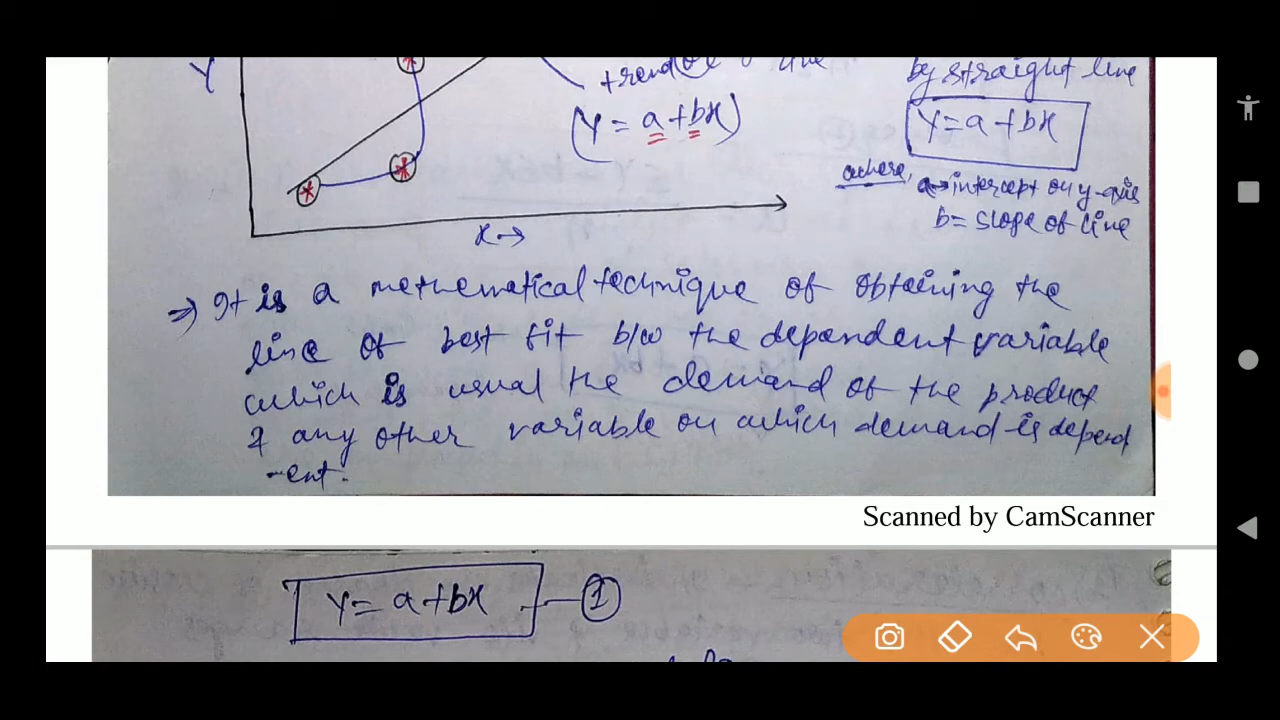 Y
trend line
by straight line
(Y = a + bx)
Y = a + bx
where,
a → intercept on y-axis
b = slope of line
x →
⇒ It is a mathematical technique of obtaining the
line of best fit b/w the dependent variable
which is usual the demand of the product
& any other variable on which demand is depend
-ent.
Scanned by CamScanner
Y = a + bx — 1